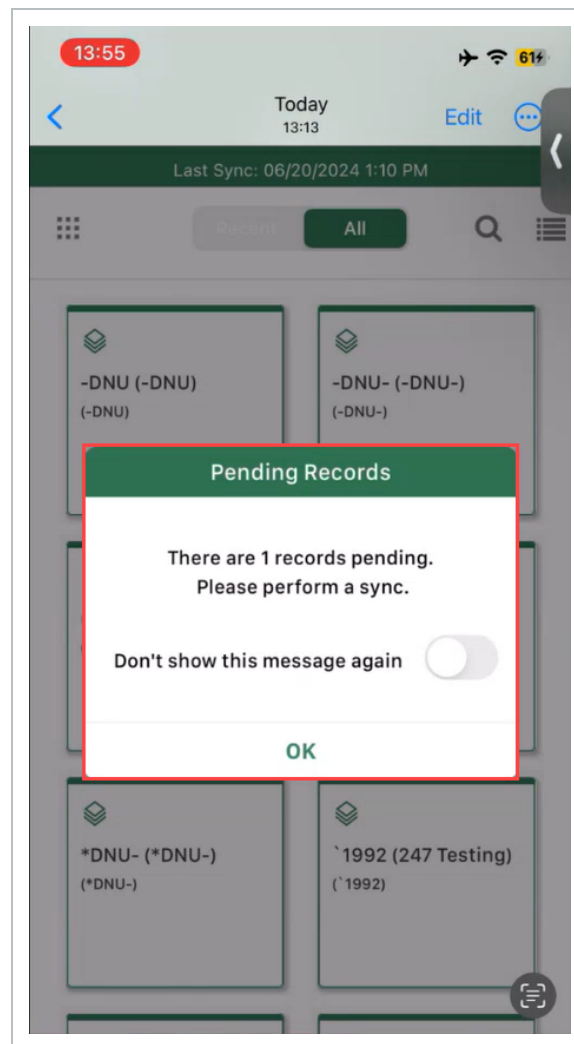 13:55
61
Today
13:13
Edit
Last Sync: 06/20/2024 1:10 PM
Recent
All
-DNU (-DNU)
(-DNU)
-DNU- (-DNU-)
(-DNU-)
Pending Records
There are 1 records pending.
Please perform a sync.
Don't show this message again
OK
*DNU- (*DNU-)
(*DNU-)
`1992 (247 Testing)
(`1992)